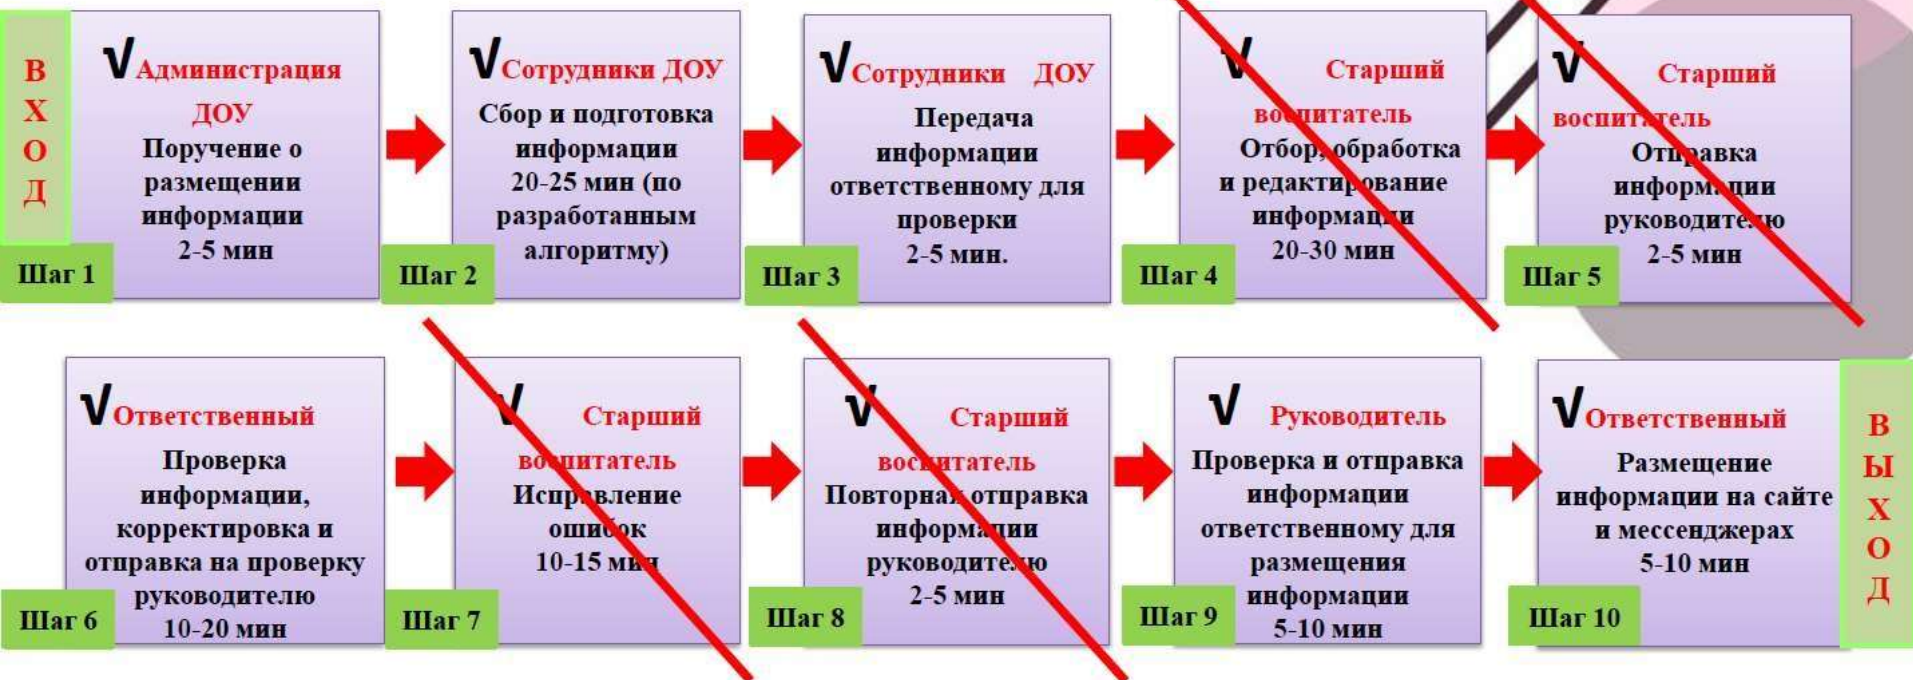 ВХОД
√Администрация
ДОУ
Поручение о
размещении
информации
2-5 мин
Шаг 1
√Сотрудники ДОУ
Сбор и подготовка
информации
20-25 мин (по
разработанным
алгоритму)
Шаг 2
√Сотрудники ДОУ
Передача
информации
ответственному для
проверки
2-5 мин.
Шаг 3
√ Старший
воспитатель
Отбор, обработка
и редактирование
информации
20-30 мин
Шаг 4
√ Старший
воспитатель
Отправка
информации
руководителю
2-5 мин
Шаг 5
√Ответственный
Проверка
информации,
корректировка и
отправка на проверку
руководителю
10-20 мин
Шаг 6
√ Старший
воспитатель
Исправление
ошибок
10-15 мин
Шаг 7
√ Старший
воспитатель
Повторная отправка
информации
руководителю
2-5 мин
Шаг 8
√ Руководитель
Проверка и отправка
информации
ответственному для
размещения
информации
5-10 мин
Шаг 9
√Ответственный
Размещение
информации на сайте
и мессенджерах
5-10 мин
Шаг 10
ВЫХОД